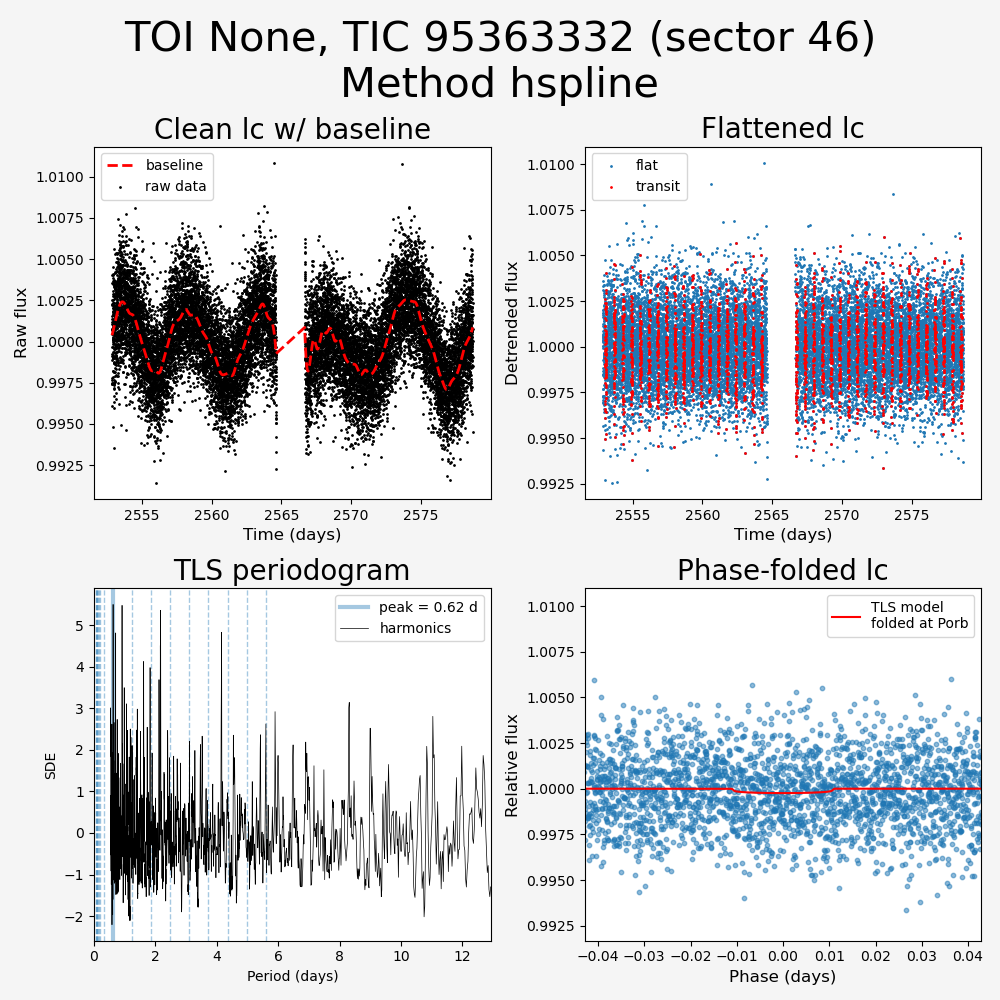 TOI None, TIC 95363332 (sector 46)
Method hspline
Clean lc w/ baseline
baseline
raw data
1.0100
1.0075
1.0050
1.0025
1.0000
0.9975
0.9950
0.9925
Raw flux
2555
2560
2565
2570
2575
Time (days)
Flattened lc
flat
transit
1.0100
1.0075
1.0050
1.0025
1.0000
0.9975
0.9950
0.9925
Detrended flux
2555
2560
2565
2570
2575
Time (days)
TLS periodogram
peak = 0.62 d
harmonics
5
4
3
2
1
0
−1
−2
SDE
0
2
4
6
8
10
12
Period (days)
Phase-folded lc
TLS model
folded at Porb
1.0100
1.0075
1.0050
1.0025
1.0000
0.9975
0.9950
0.9925
Relative flux
−0.04
−0.03
−0.02
−0.01
0.00
0.01
0.02
0.03
0.04
Phase (days)